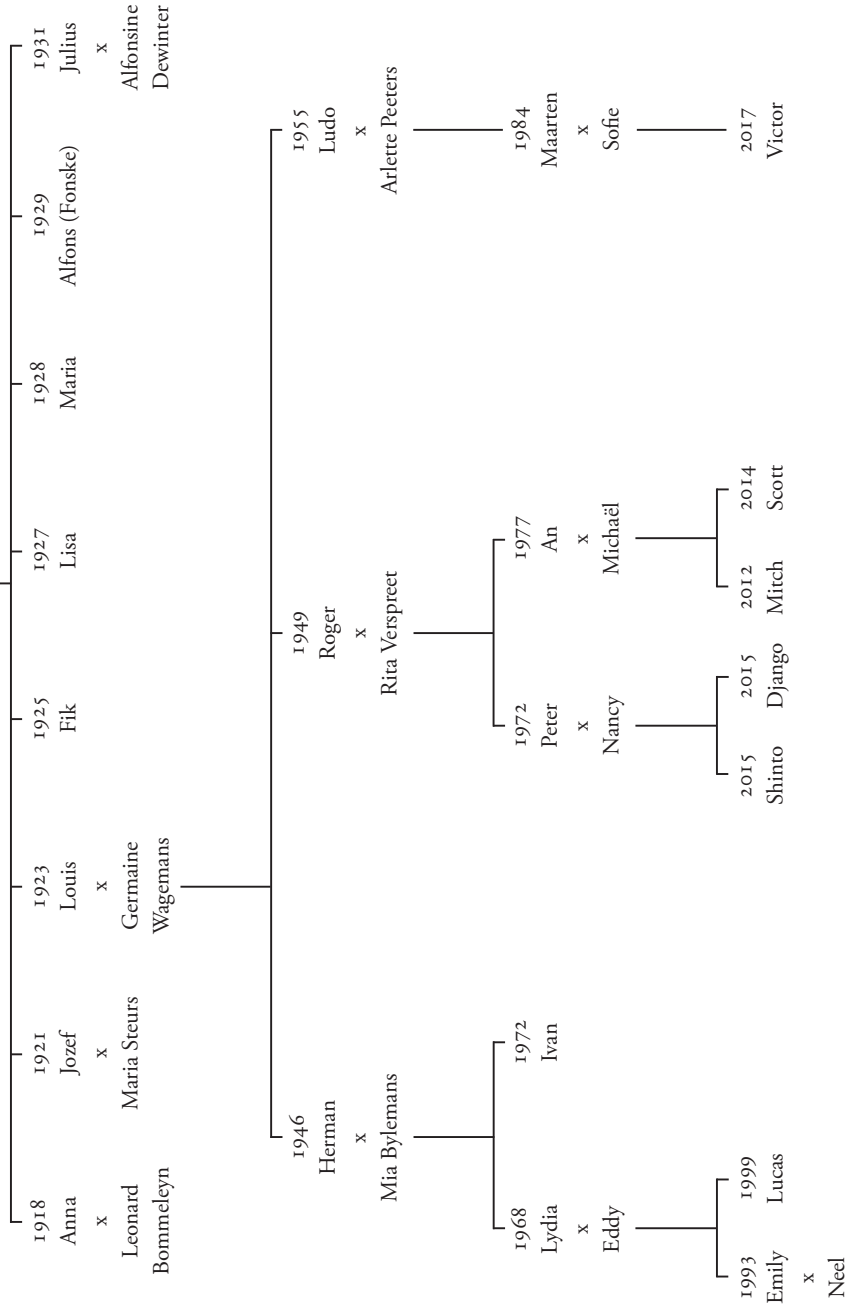 1918
Anna
x
Leonard
Bommeleyn
1921
Jozef
x
Maria Steurs
1923
Louis
x
Germaine
Wagemans
1925
Fik
1927
Lisa
1928
Maria
1929
Alfons (Fonske)
1931
Julius
x
Alfonsine
Dewinter
1946
Herman
x
Mia Bylemans
1949
Roger
x
Rita Verspreet
1955
Ludo
x
Arlette Peeters
1968
Lydia
x
Eddy
1972
Ivan
1972
Peter
x
Nancy
1977
An
x
Michaël
1984
Maarten
x
Sofie
1993
Emily
x
Neel
1999
Lucas
2015
Shinto
2015
Django
2012
Mitch
2014
Scott
2017
Victor